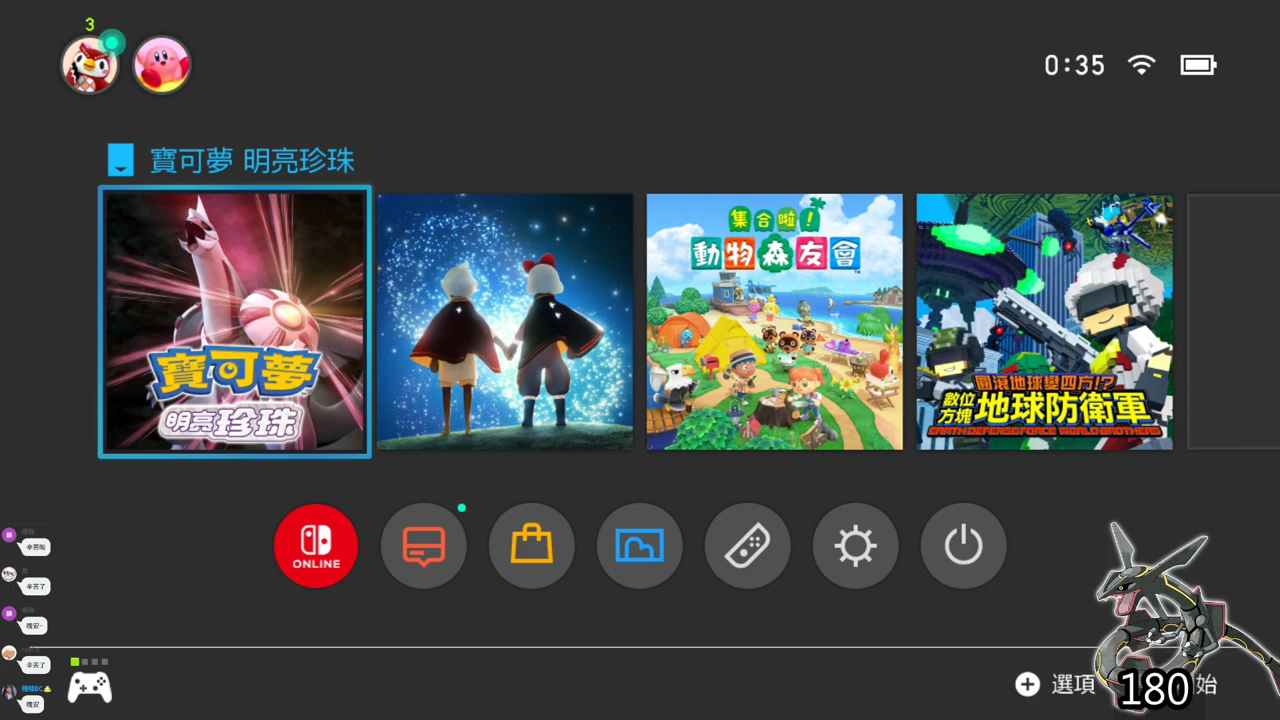 3
0:35
寶可夢 明亮珍珠
寶可夢
明亮珍珠
集合啦!
動物森友會
圓滾地球變四方!?
數位方塊 地球防衛軍
EARTH DEFENSE FORCE: WORLD BROTHERS
ONLINE
辛苦啦
辛苦了
晚安~
辛苦了
晚安
選項
始
180